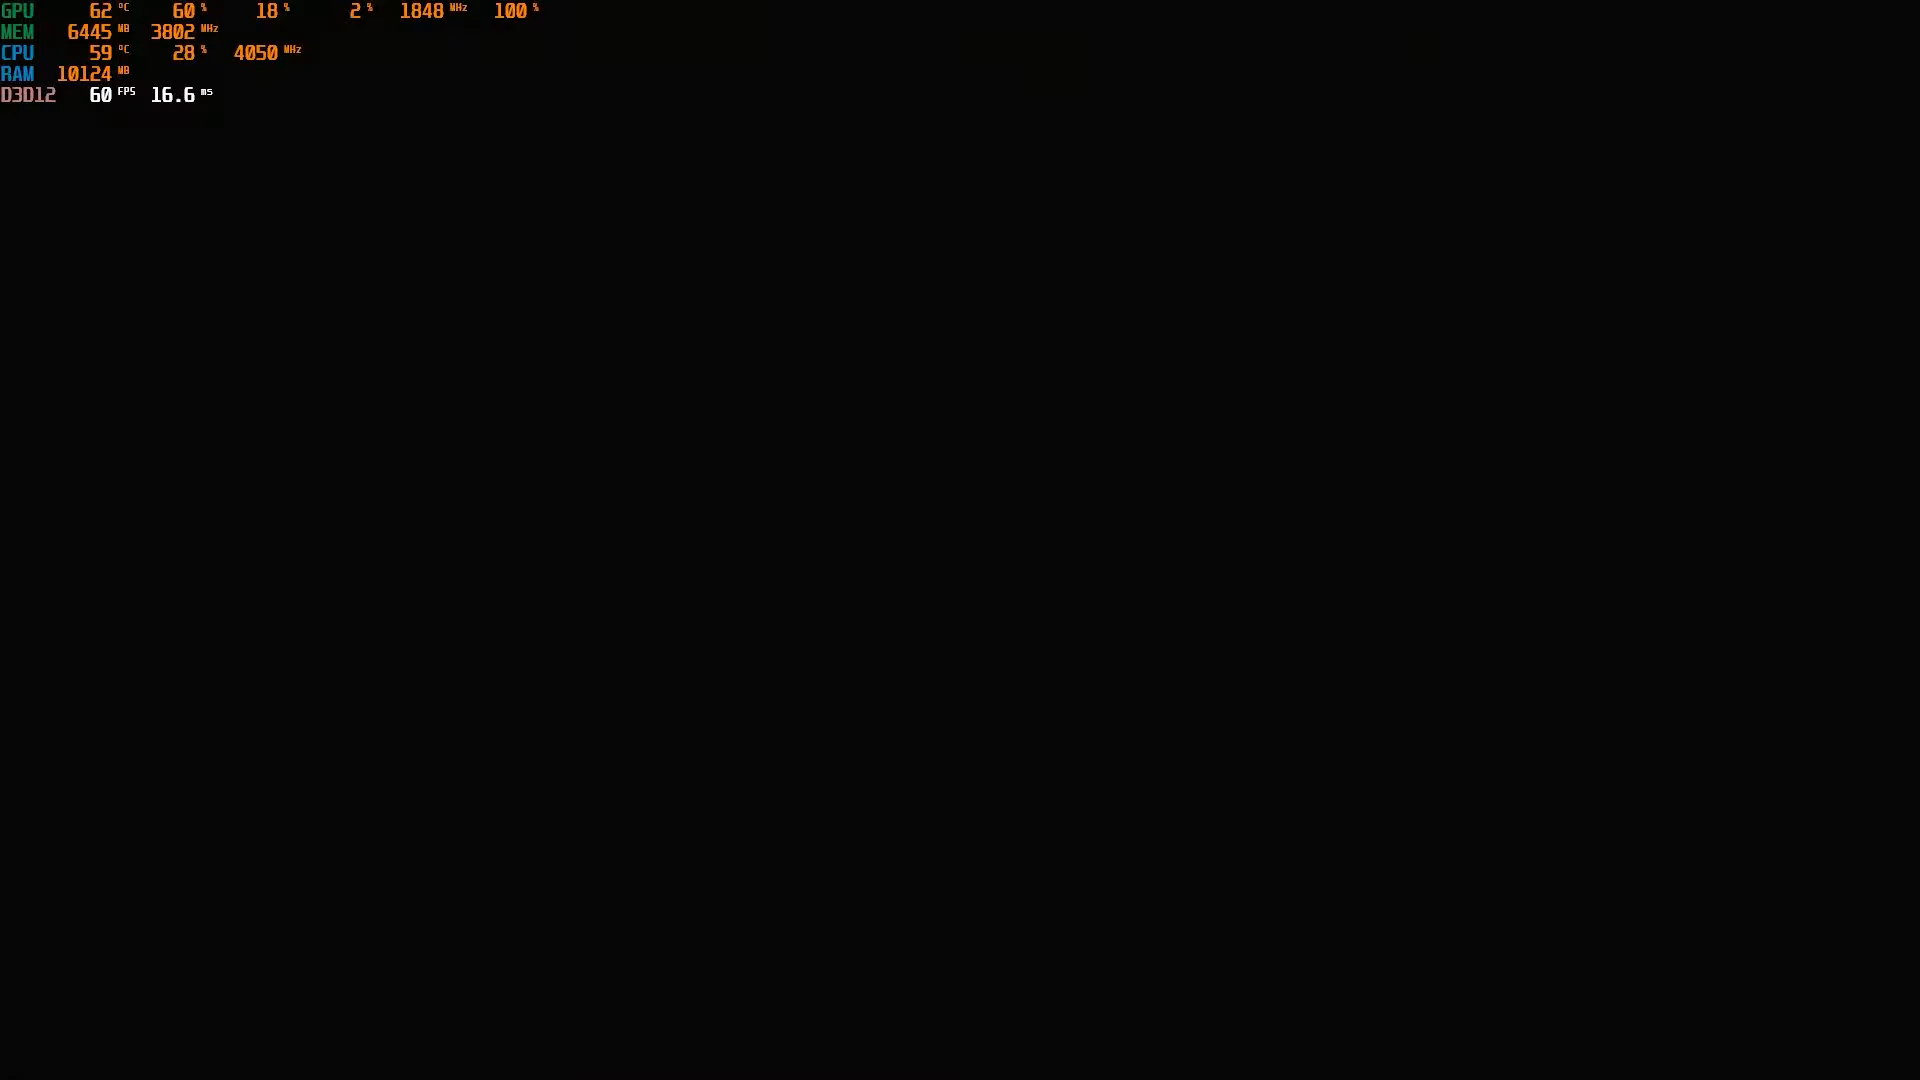 GPU 62 °C 60 % 18 % 2 % 1848 MHz 100 %
MEM 6445 MB 3802 MHz
CPU 59 °C 28 % 4050 MHz
RAM 10124 MB
D3D12 60 FPS 16.6 ms